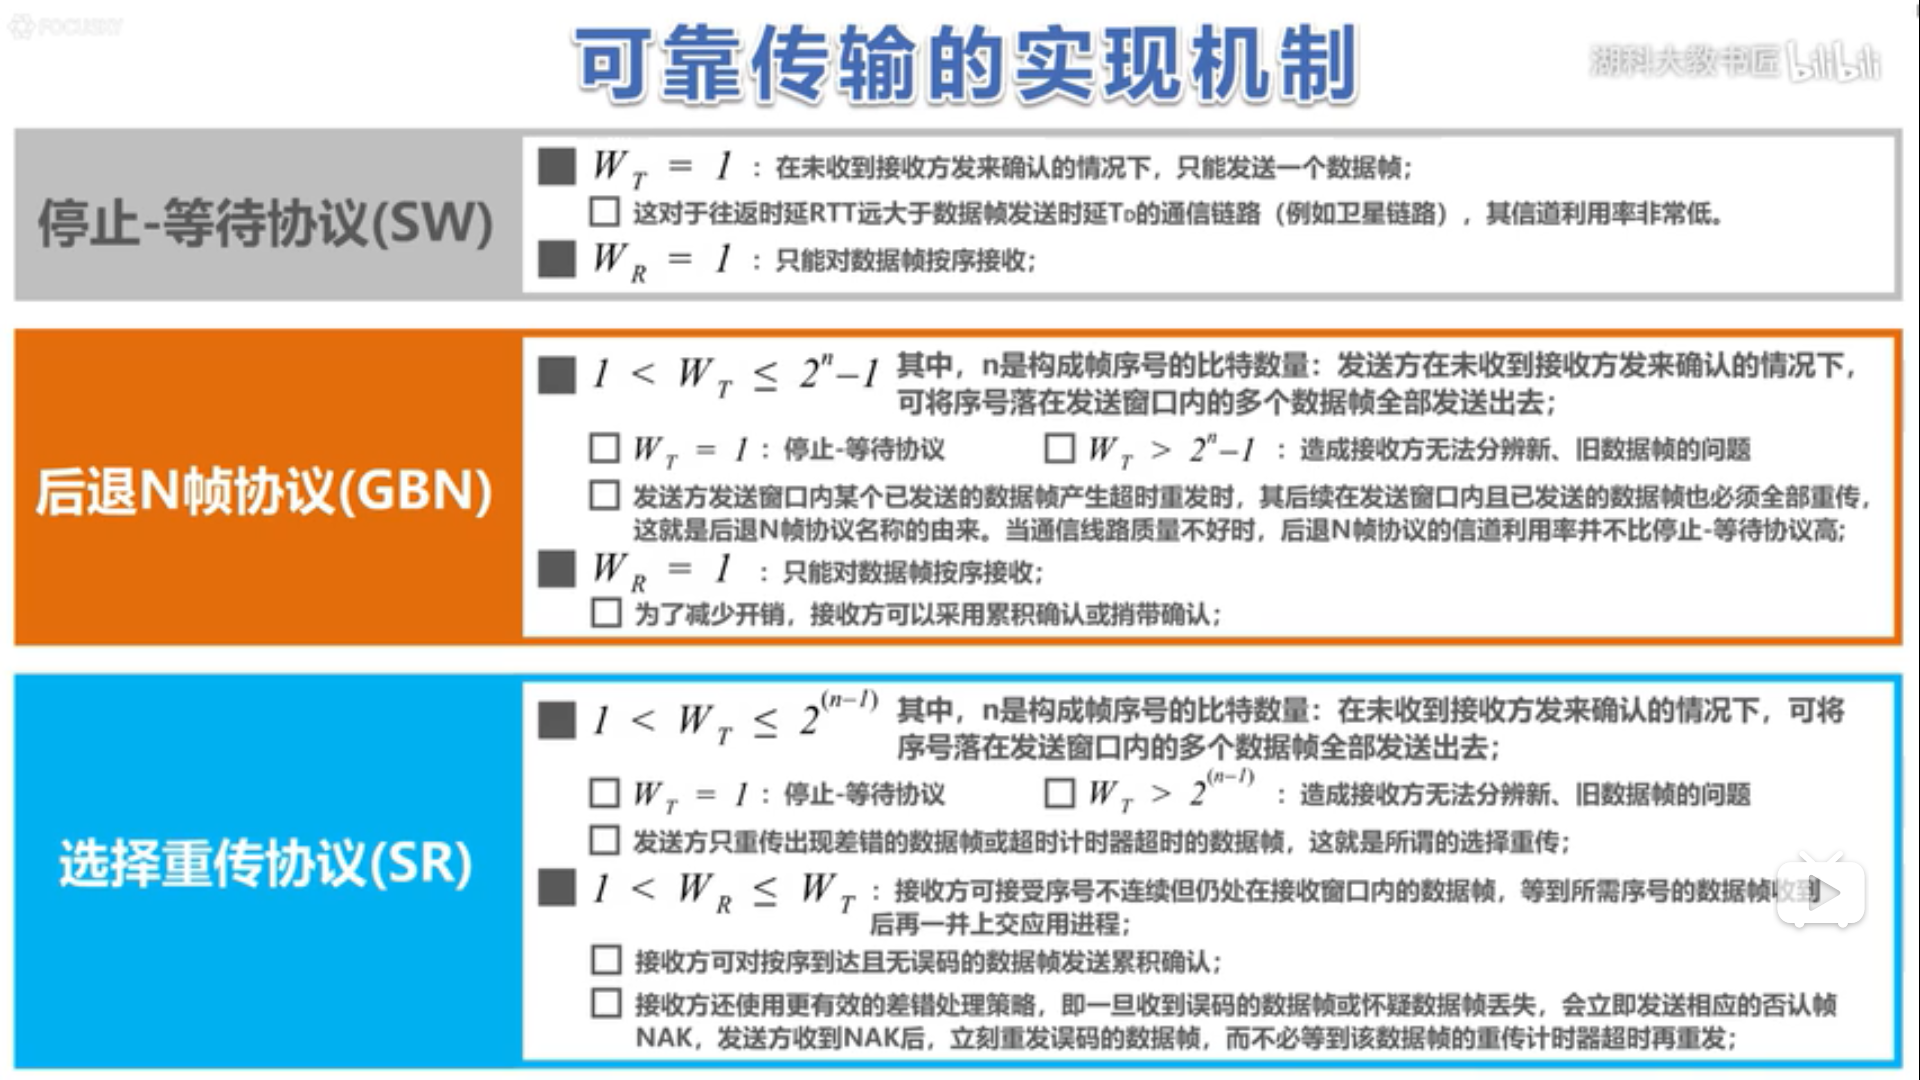 FOCUSKY
可靠传输的实现机制
湖科大教书匠 bilibili
停止-等待协议(SW)
W_T = 1 : 在未收到接收方发来确认的情况下，只能发送一个数据帧；
这对于往返时延RTT远大于数据帧发送时延T_D的通信链路（例如卫星链路），其信道利用率非常低。
W_R = 1 : 只能对数据帧按序接收；
后退N帧协议(GBN)
1 < W_T ≤ 2^n–1 其中，n是构成帧序号的比特数量：发送方在未收到接收方发来确认的情况下，
可将序号落在发送窗口内的多个数据帧全部发送出去；
W_T = 1 : 停止-等待协议 W_T > 2^n–1 : 造成接收方无法分辨新、旧数据帧的问题
发送方发送窗口内某个已发送的数据帧产生超时重发时，其后续在发送窗口内且已发送的数据帧也必须全部重传，
这就是后退N帧协议名称的由来。当通信线路质量不好时，后退N帧协议的信道利用率并不比停止-等待协议高；
W_R = 1 : 只能对数据帧按序接收；
为了减少开销，接收方可以采用累积确认或捎带确认；
选择重传协议(SR)
1 < W_T ≤ 2^(n–1) 其中，n是构成帧序号的比特数量：在未收到接收方发来确认的情况下，可将
序号落在发送窗口内的多个数据帧全部发送出去；
W_T = 1 : 停止-等待协议 W_T > 2^(n–1) : 造成接收方无法分辨新、旧数据帧的问题
发送方只重传出现差错的数据帧或超时计时器超时的数据帧，这就是所谓的选择重传；
1 < W_R ≤ W_T : 接收方可接受序号不连续但仍处在接收窗口内的数据帧，等到所需序号的数据帧收到
后再一并上交应用进程；
接收方可对按序到达且无误码的数据帧发送累积确认；
接收方还使用更有效的差错处理策略，即一旦收到误码的数据帧或怀疑数据帧丢失，会立即发送相应的否认帧
NAK，发送方收到NAK后，立刻重发误码的数据帧，而不必等到该数据帧的重传计时器超时再重发；